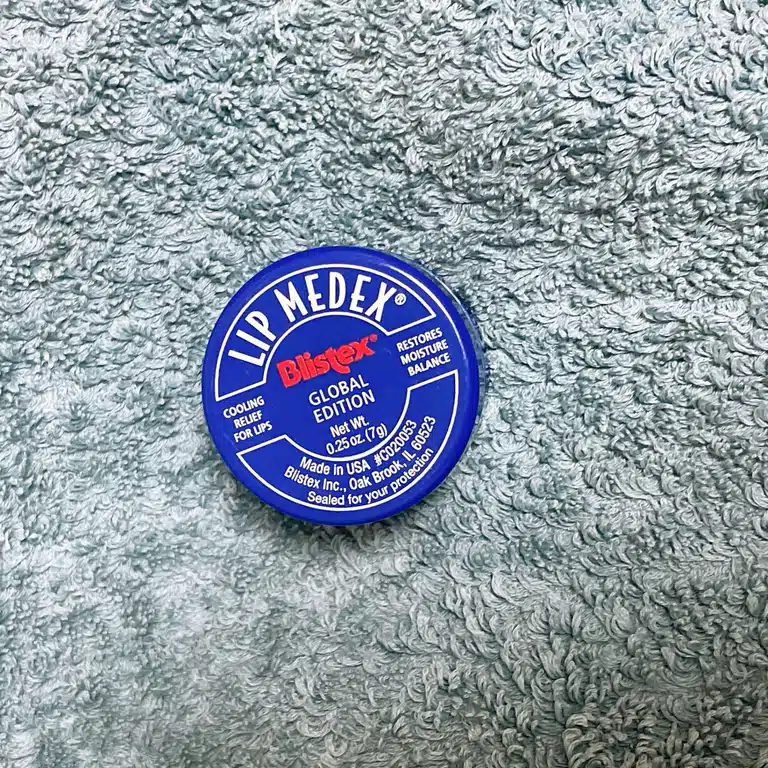 LIP MEDEX®
Blistex®
GLOBAL
EDITION
Net Wt.
0.25 oz. (7g)
COOLING
RELIEF
FOR LIPS
RESTORES
MOISTURE
BALANCE
Made in USA #C020053
Blistex Inc., Oak Brook, IL 60523
Sealed for your protection